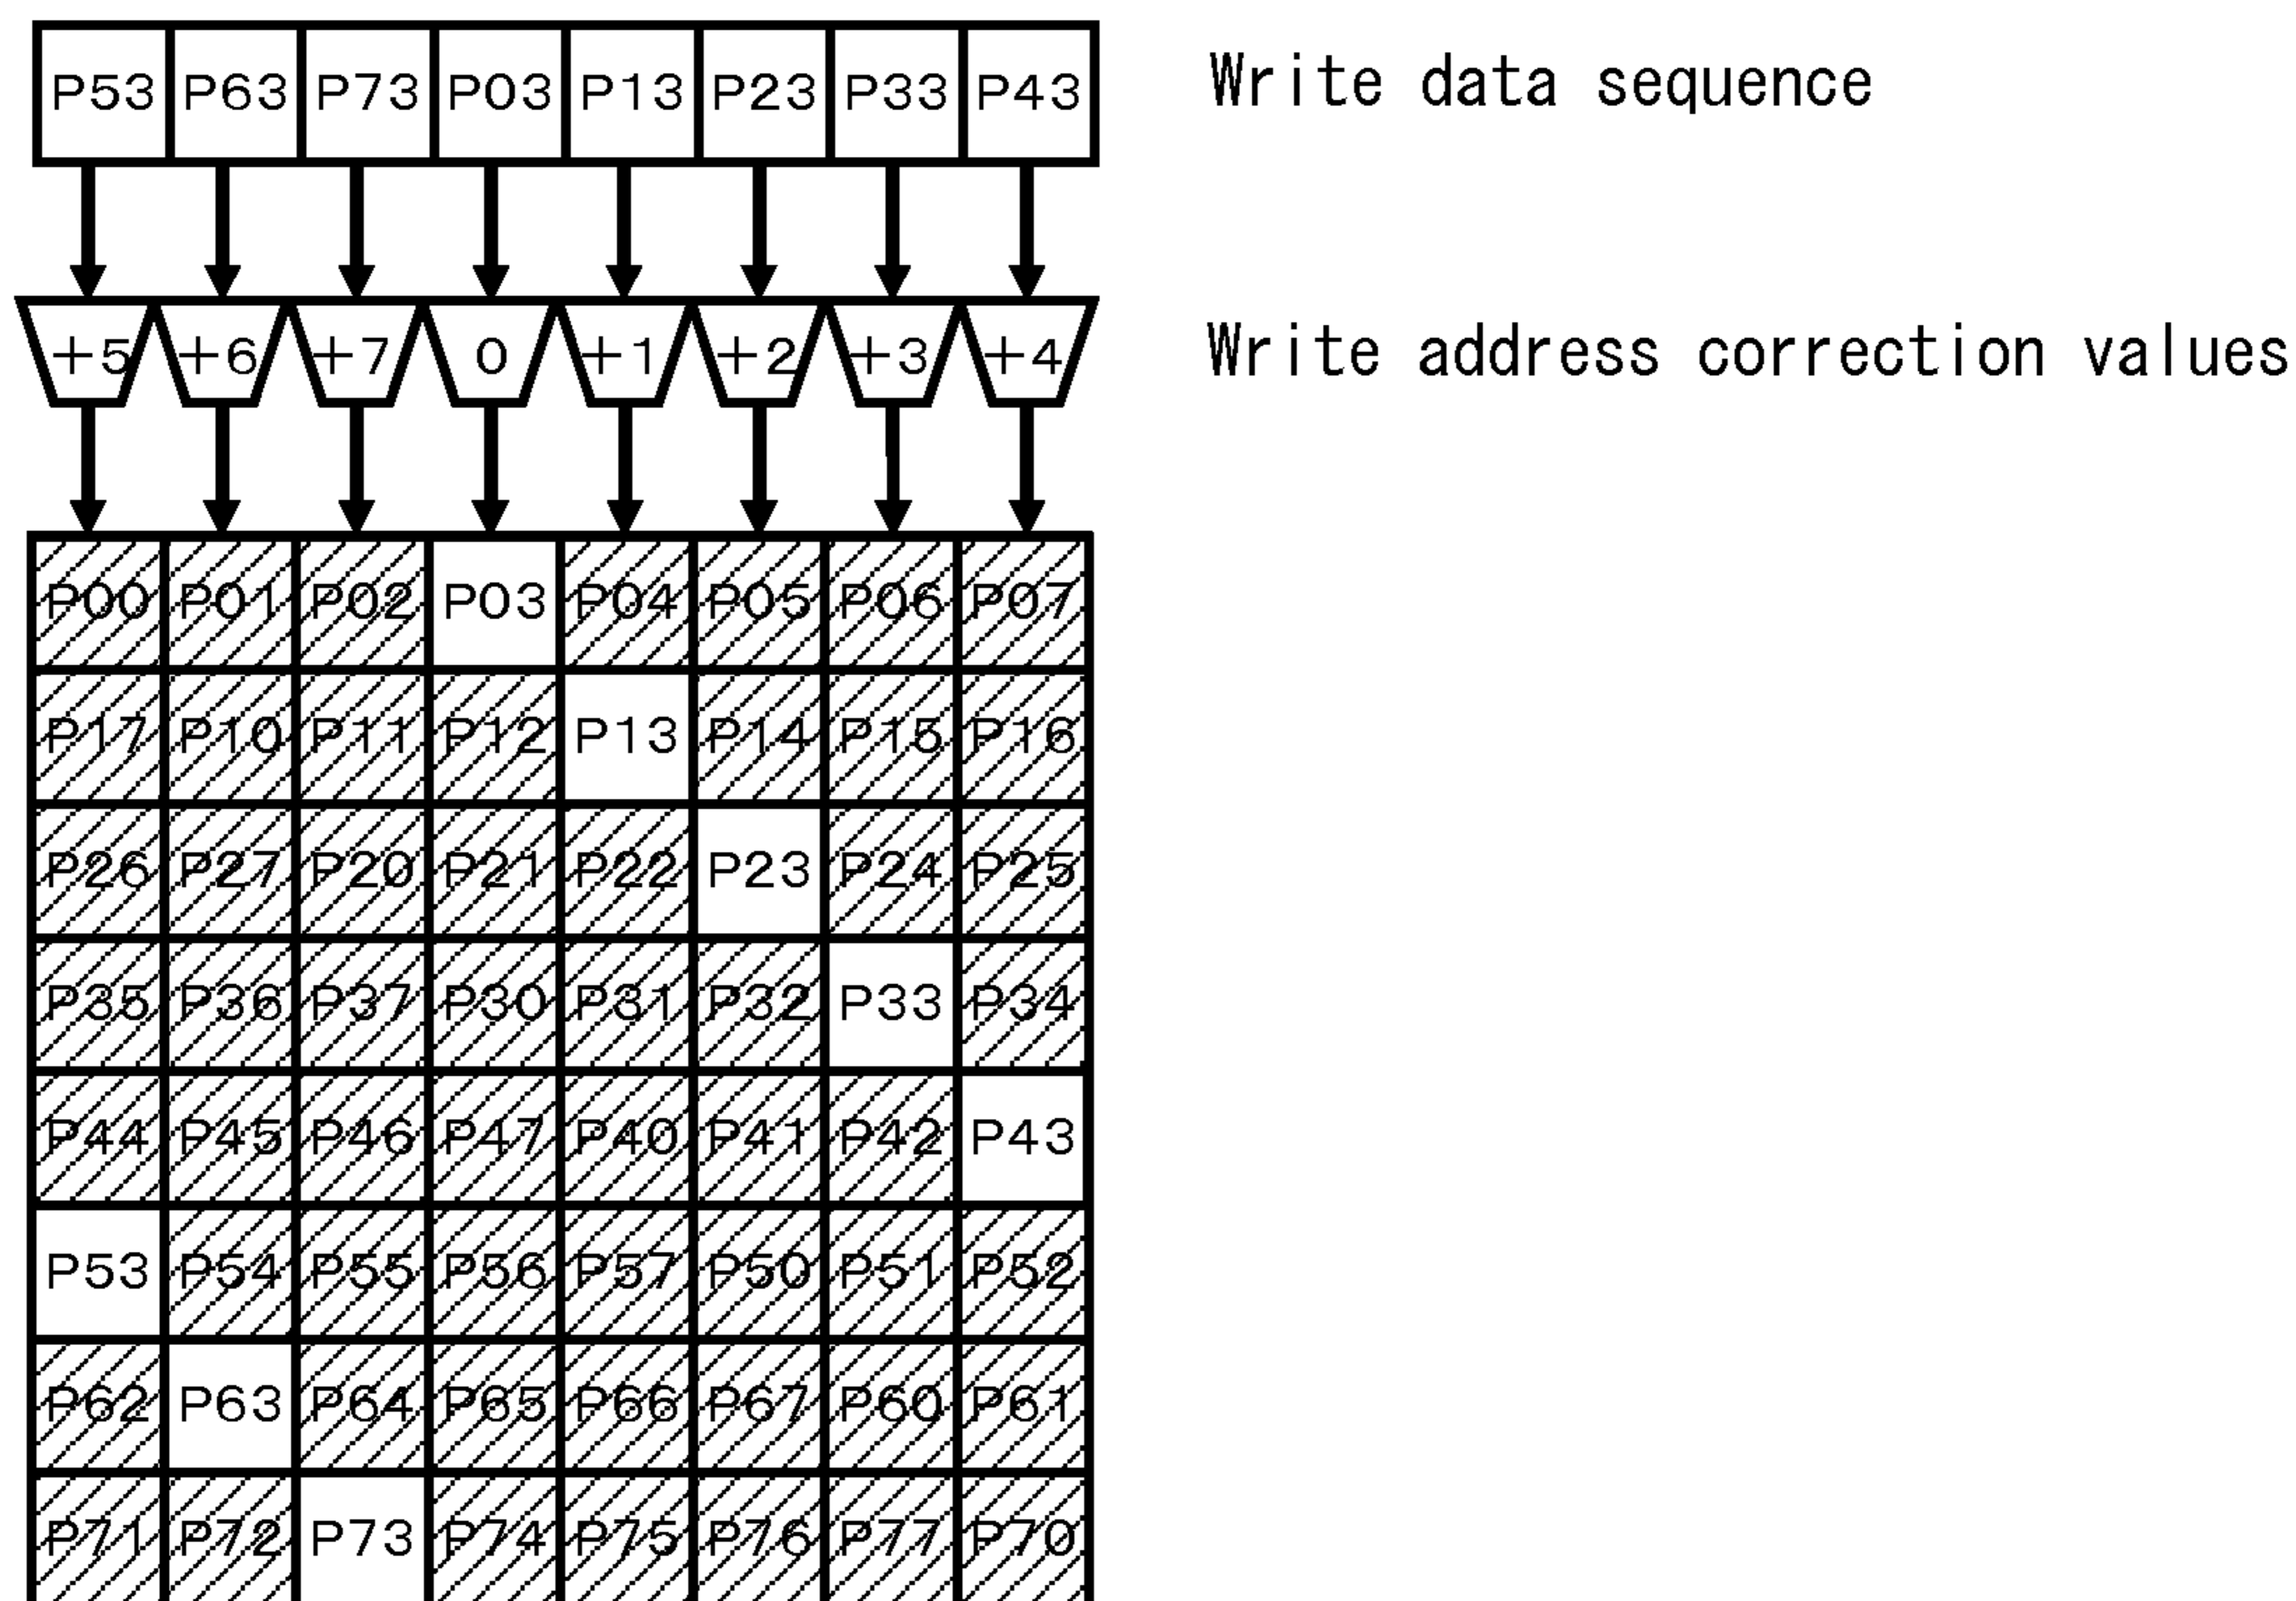 P53 P63 P73 P03 P13 P23 P33 P43 Write data sequence
+5 +6 +7 0 +1 +2 +3 +4 Write address correction values
P00 P01 P02 P03 P04 P05 P06 P07
P17 P10 P11 P12 P13 P14 P15 P16
P26 P27 P20 P21 P22 P23 P24 P25
P35 P36 P37 P30 P31 P32 P33 P34
P44 P45 P46 P47 P40 P41 P42 P43
P53 P54 P55 P56 P57 P50 P51 P52
P62 P63 P64 P65 P66 P67 P60 P61
P71 P72 P73 P74 P75 P76 P77 P70